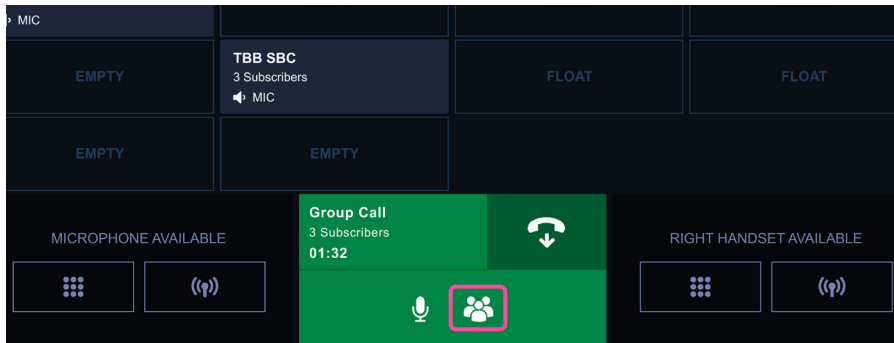 MIC
TBB SBC
3 Subscribers
MIC
EMPTY
FLOAT
FLOAT
EMPTY
EMPTY
Group Call
3 Subscribers
01:32
MICROPHONE AVAILABLE
RIGHT HANDSET AVAILABLE